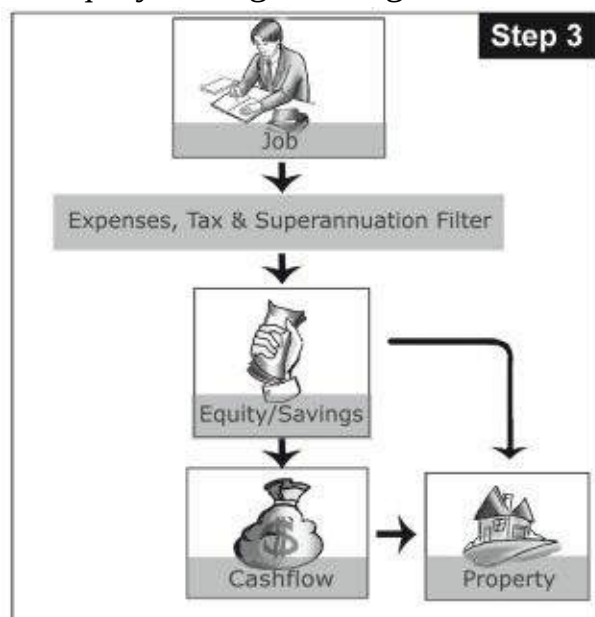 Step 3
Job
Expenses, Tax & Superannuation Filter
Equity/Savings
$
Cashflow
Property